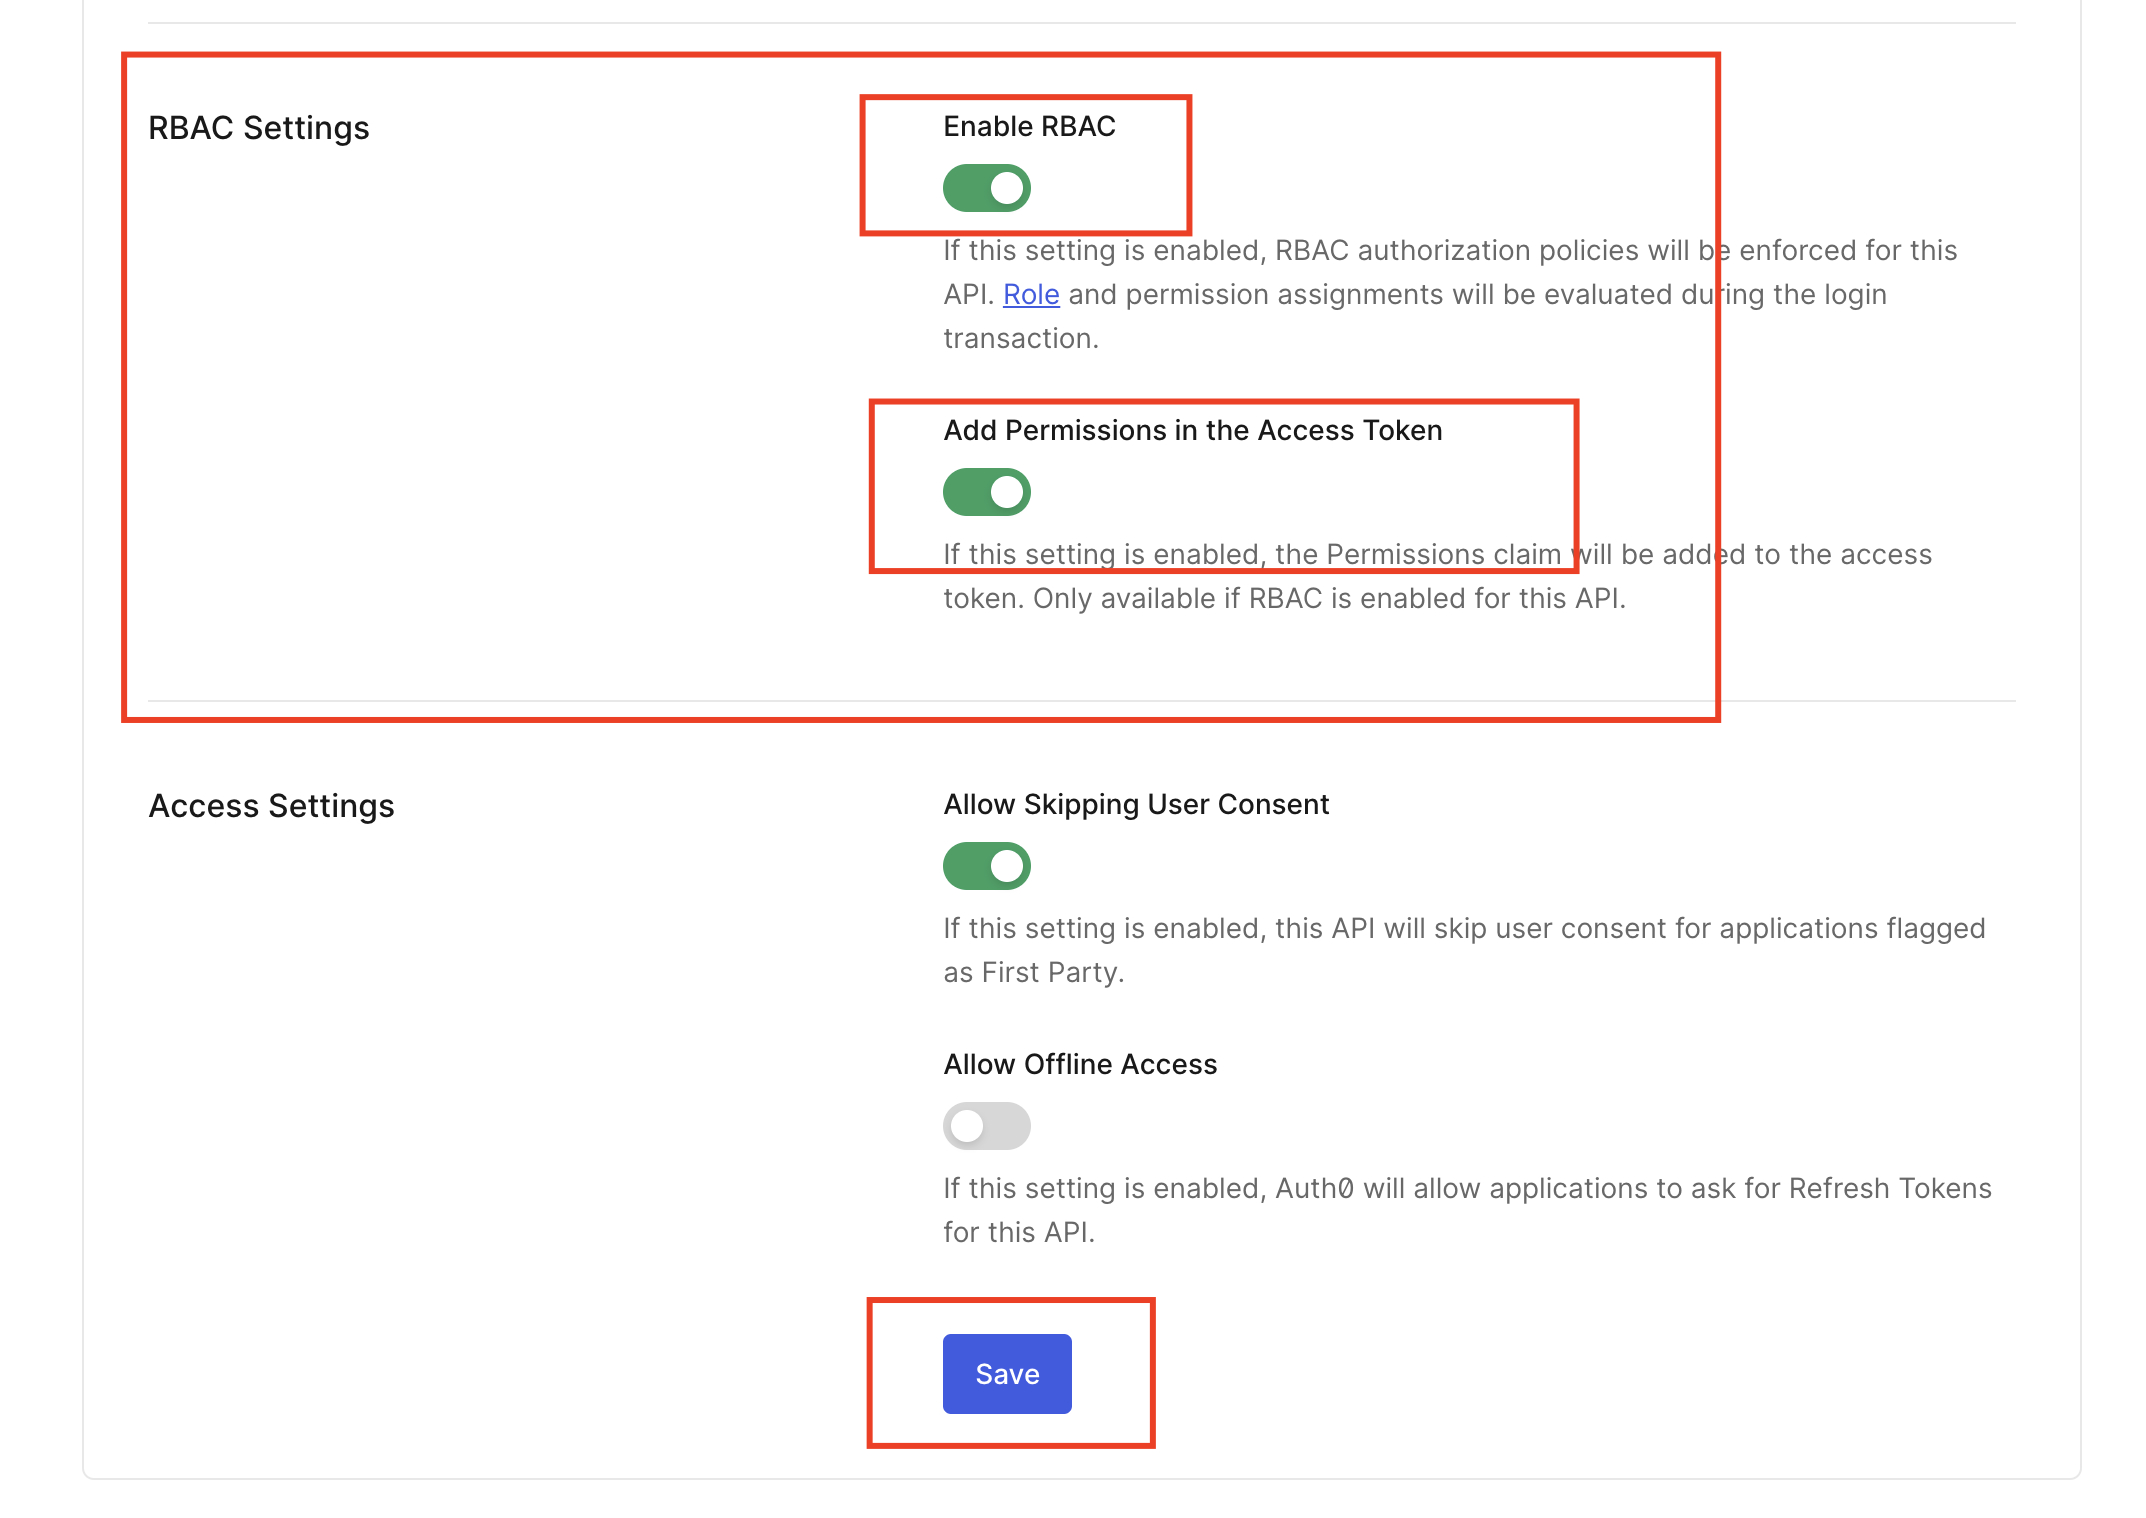 RBAC Settings
Enable RBAC
If this setting is enabled, RBAC authorization policies will be enforced for this
API. Role and permission assignments will be evaluated during the login
transaction.
Add Permissions in the Access Token
If this setting is enabled, the Permissions claim will be added to the access
token. Only available if RBAC is enabled for this API.
Access Settings
Allow Skipping User Consent
If this setting is enabled, this API will skip user consent for applications flagged
as First Party.
Allow Offline Access
If this setting is enabled, Auth0 will allow applications to ask for Refresh Tokens
for this API.
Save